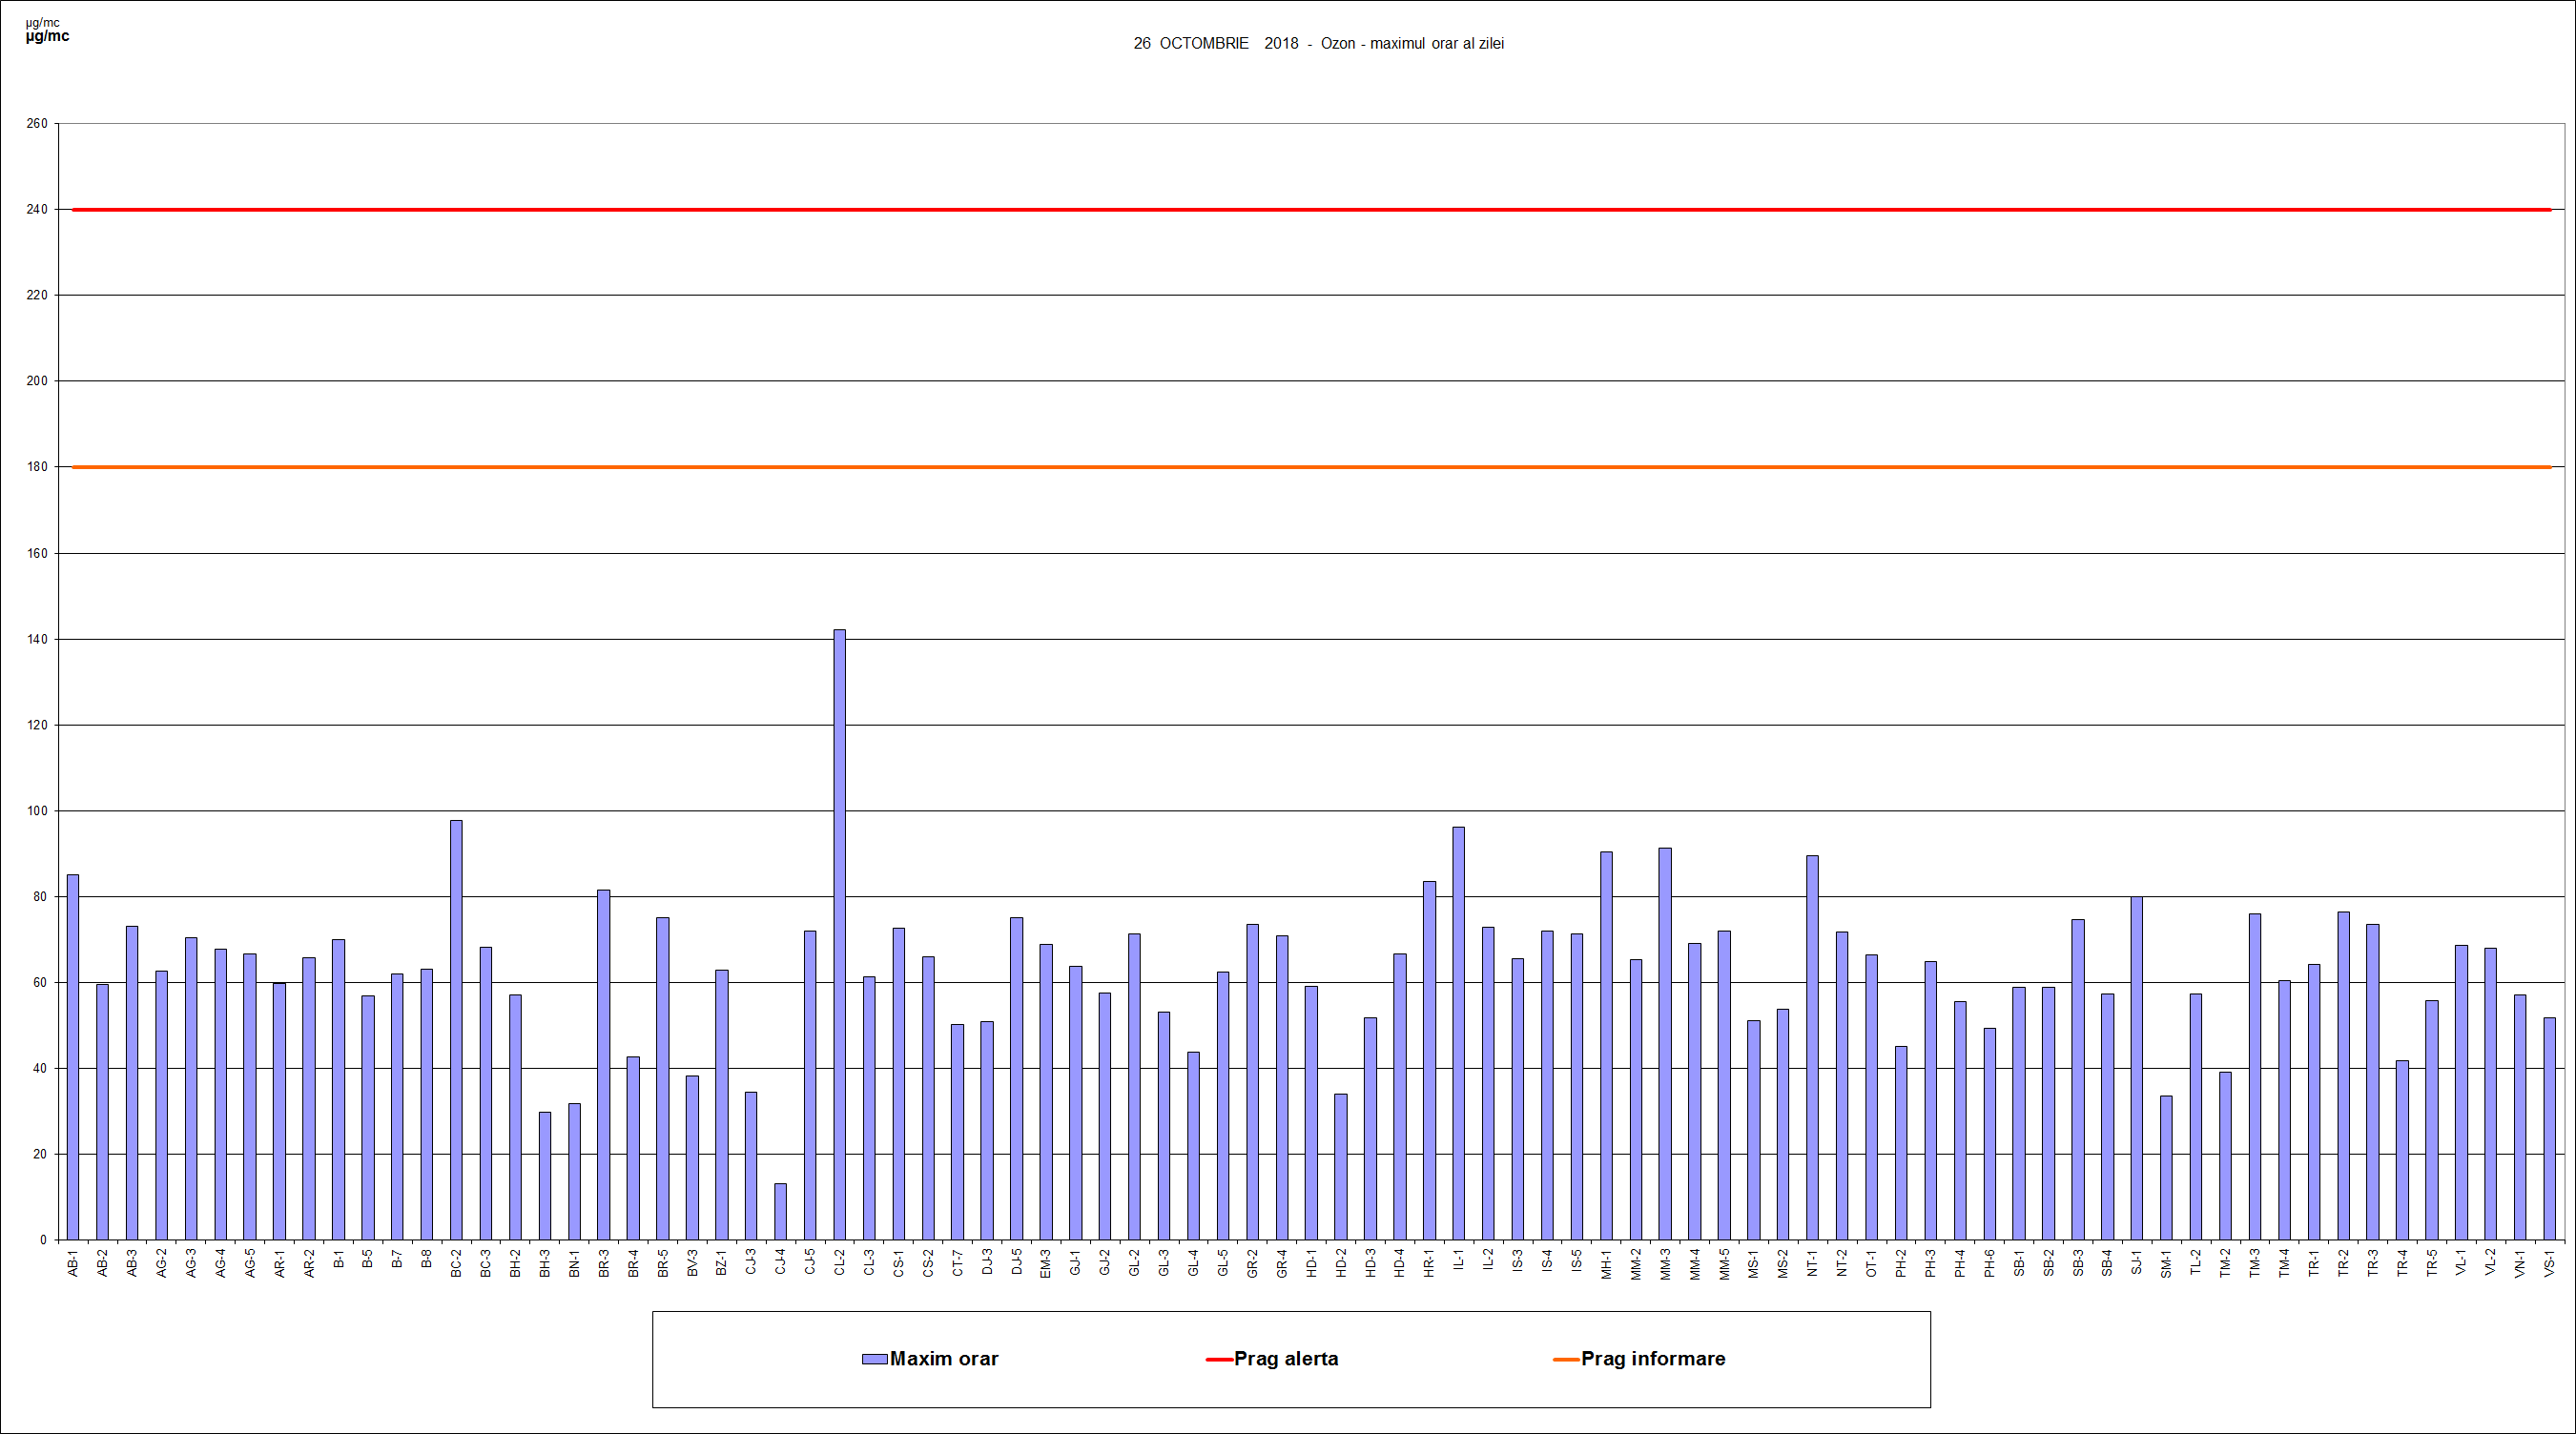 µg/mc
µg/mc
26 OCTOMBRIE 2018 - Ozon - maximul orar al zilei
260
240
220
200
180
160
140
120
100
80
60
40
20
0
AB-1 AB-2 AB-3 AG-2 AG-3 AG-4 AG-5 AR-1 AR-2 B-1 B-5 B-7 B-8 BC-2 BC-3 BH-2 BH-3 BN-1 BR-3 BR-4 BR-5 BV-3 BZ-1 CJ-3 CJ-4 CJ-5 CL-2 CL-3 CS-1 CS-2 CT-7 DJ-3 DJ-5 EM-3 GJ-1 GJ-2 GL-2 GL-3 GL-4 GL-5 GR-2 GR-4 HD-1 HD-2 HD-3 HD-4 HR-1 IL-1 IL-2 IS-3 IS-4 IS-5 MH-1 MM-2 MM-3 MM-4 MM-5 MS-1 MS-2 NT-1 NT-2 OT-1 PH-2 PH-3 PH-4 PH-6 SB-1 SB-2 SB-3 SB-4 SJ-1 SM-1 TL-2 TM-2 TM-3 TM-4 TR-1 TR-2 TR-3 TR-4 TR-5 VL-1 VL-2 VN-1 VS-1
Maxim orar Prag alerta Prag informare